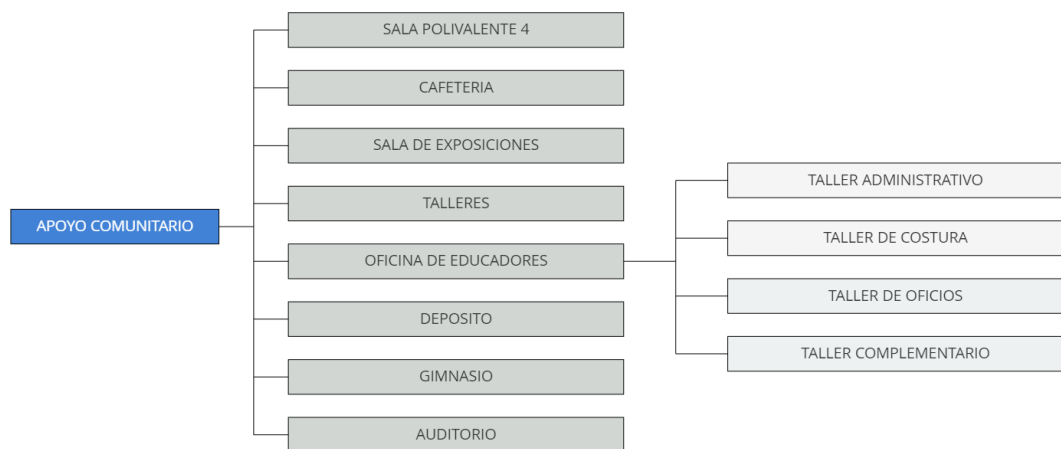 SALA POLIVALENTE 4
CAFETERIA
SALA DE EXPOSICIONES
TALLERES
APOYO COMUNITARIO
OFICINA DE EDUCADORES
DEPOSITO
GIMNASIO
AUDITORIO
TALLER ADMINISTRATIVO
TALLER DE COSTURA
TALLER DE OFICIOS
TALLER COMPLEMENTARIO